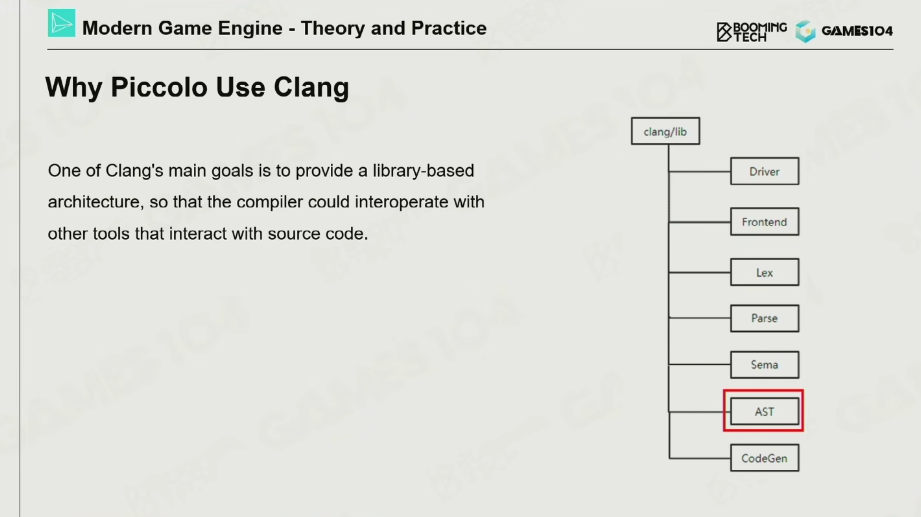 Modern Game Engine - Theory and Practice
BOOMING
TECH
GAMES104
Why Piccolo Use Clang
One of Clang's main goals is to provide a library-based
architecture, so that the compiler could interoperate with
other tools that interact with source code.
clang/lib
Driver
Frontend
Lex
Parse
Sema
AST
CodeGen